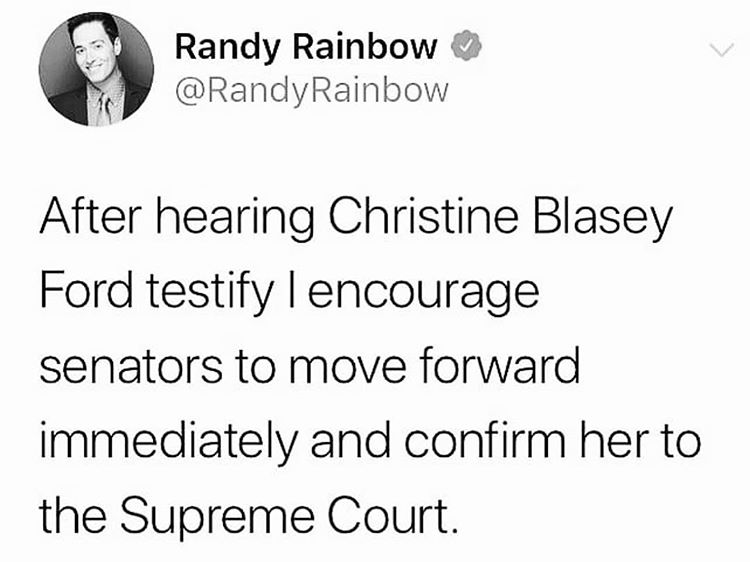 Randy Rainbow
@RandyRainbow
After hearing Christine Blasey
Ford testify I encourage
senators to move forward
immediately and confirm her to
the Supreme Court.